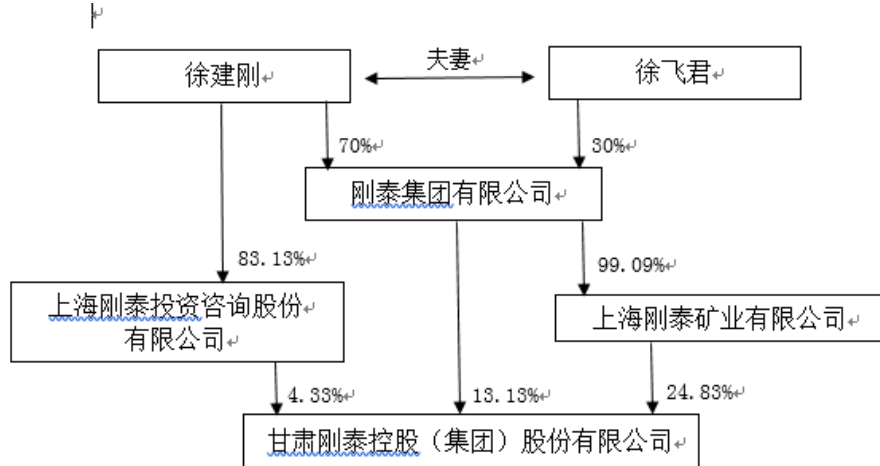 徐建刚
夫妻
徐飞君
70%
30%
刚泰集团有限公司
83.13%
99.09%
上海刚泰投资咨询股份
有限公司
上海刚泰矿业有限公司
4.33%
13.13%
24.83%
甘肃刚泰控股（集团）股份有限公司